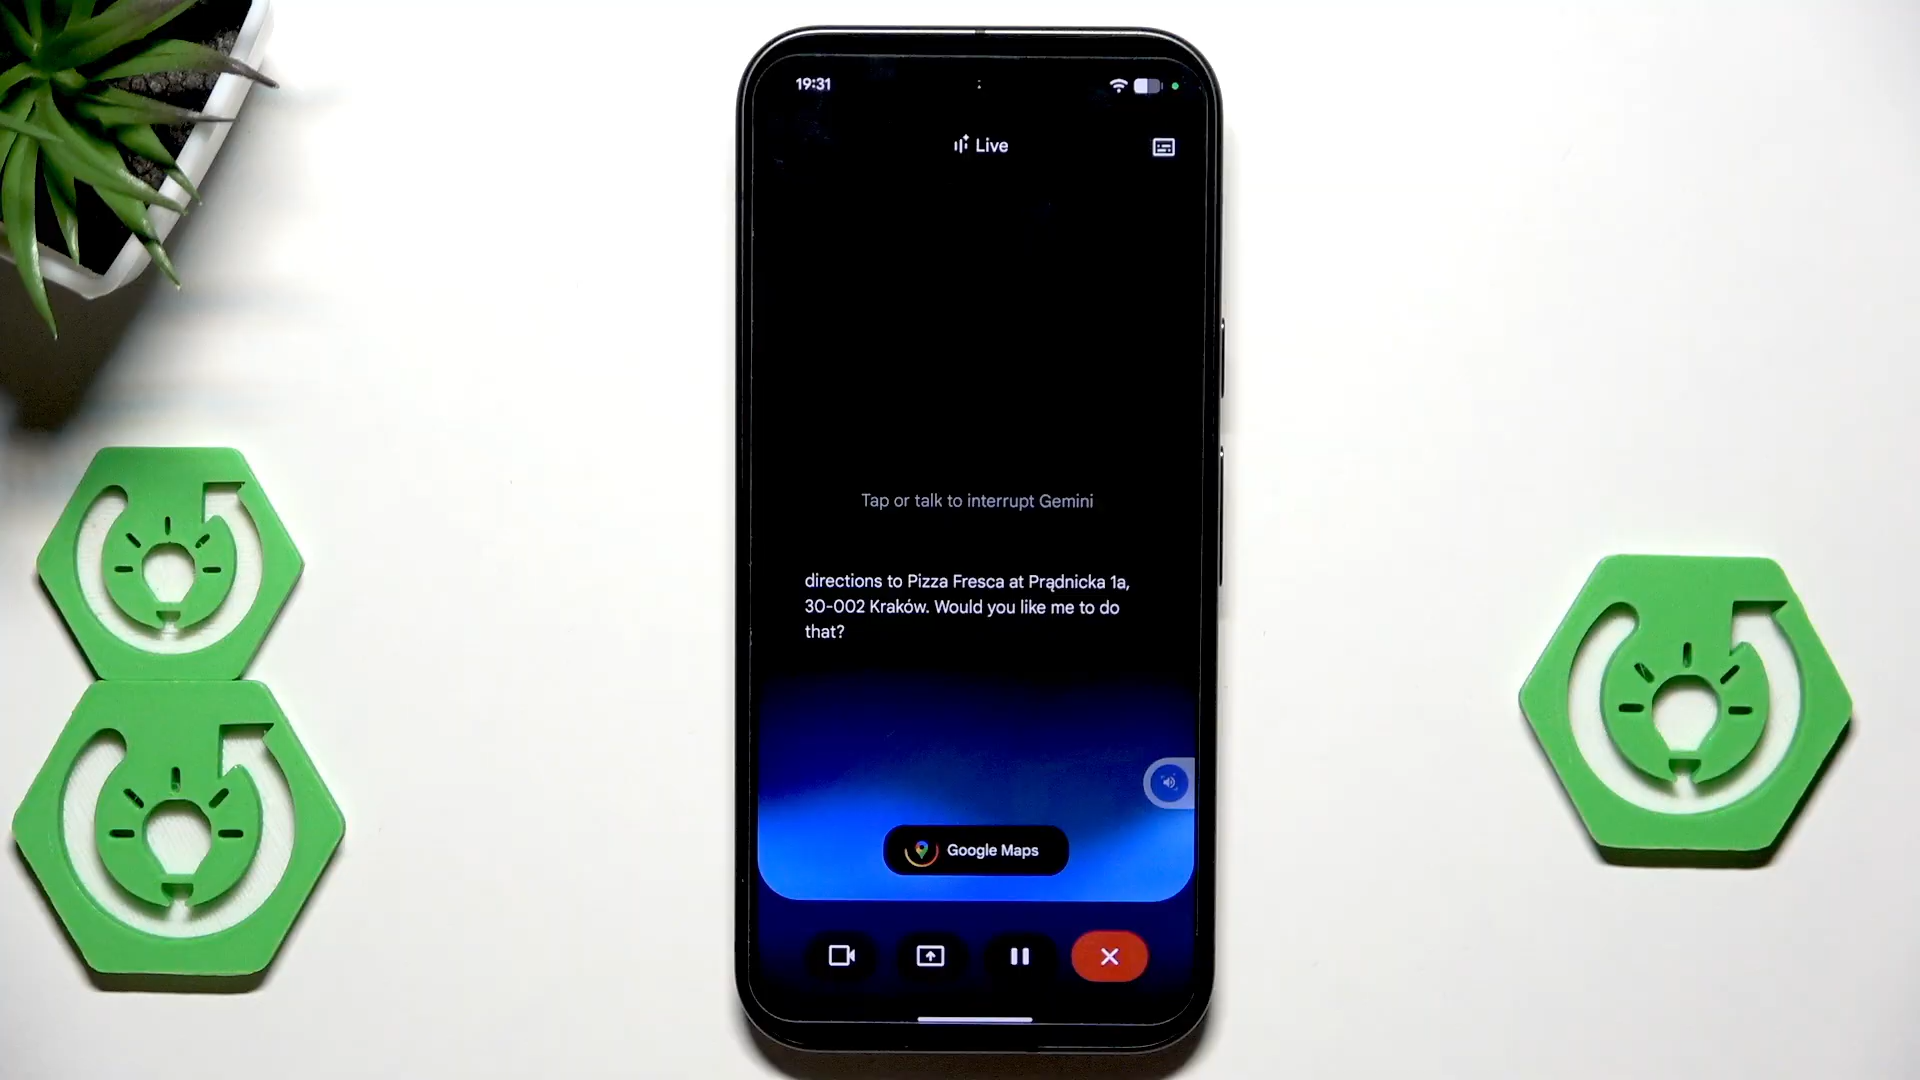 19:31
Live
Tap or talk to interrupt Gemini
directions to Pizza Fresca at Prądnicka 1a,
30-002 Kraków. Would you like me to do
that?
Google Maps